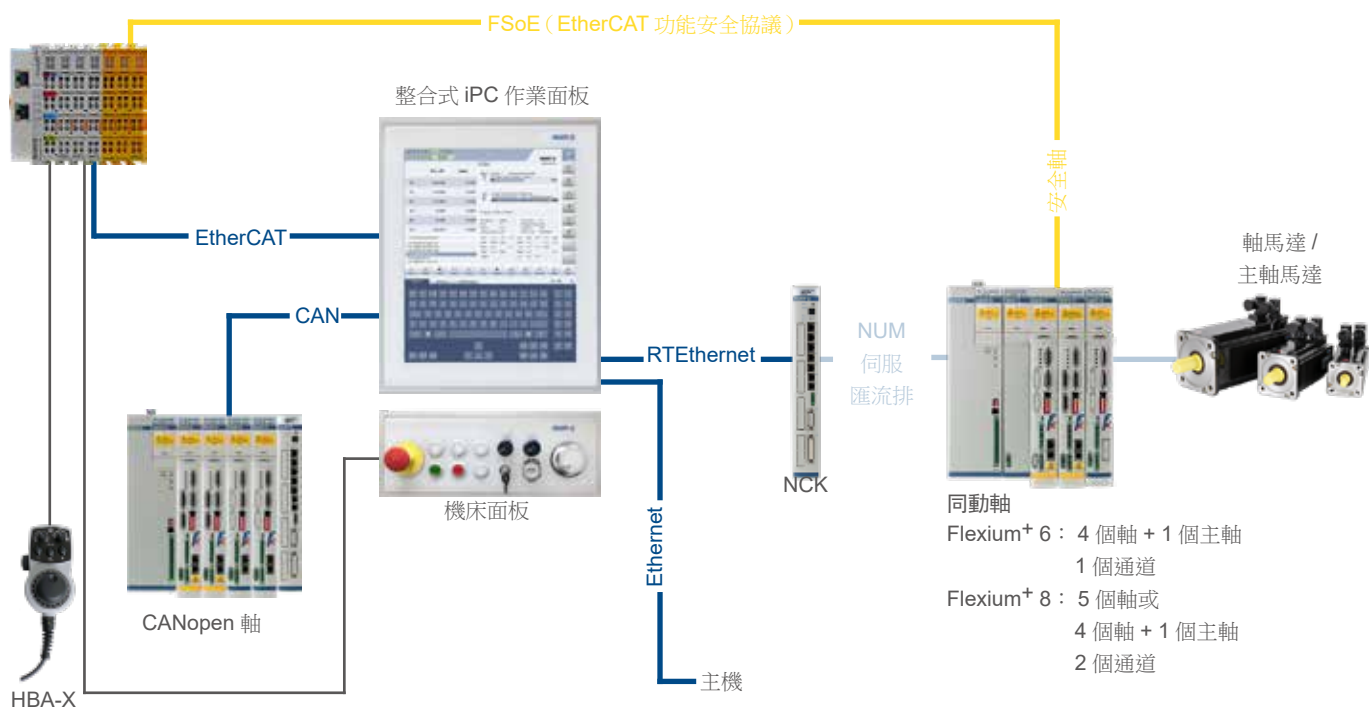 FSoE（EtherCAT 功能安全協議）
整合式 iPC 作業面板
安全軸
EtherCAT
軸馬達 /
主軸馬達
CAN
RTEthernet
NUM
伺服
匯流排
NCK
機床面板
Ethernet
同動軸
Flexium+ 6： 4 個軸 + 1 個主軸
1 個通道
Flexium+ 8： 5 個軸或
4 個軸 + 1 個主軸
2 個通道
CANopen 軸
主機
HBA-X